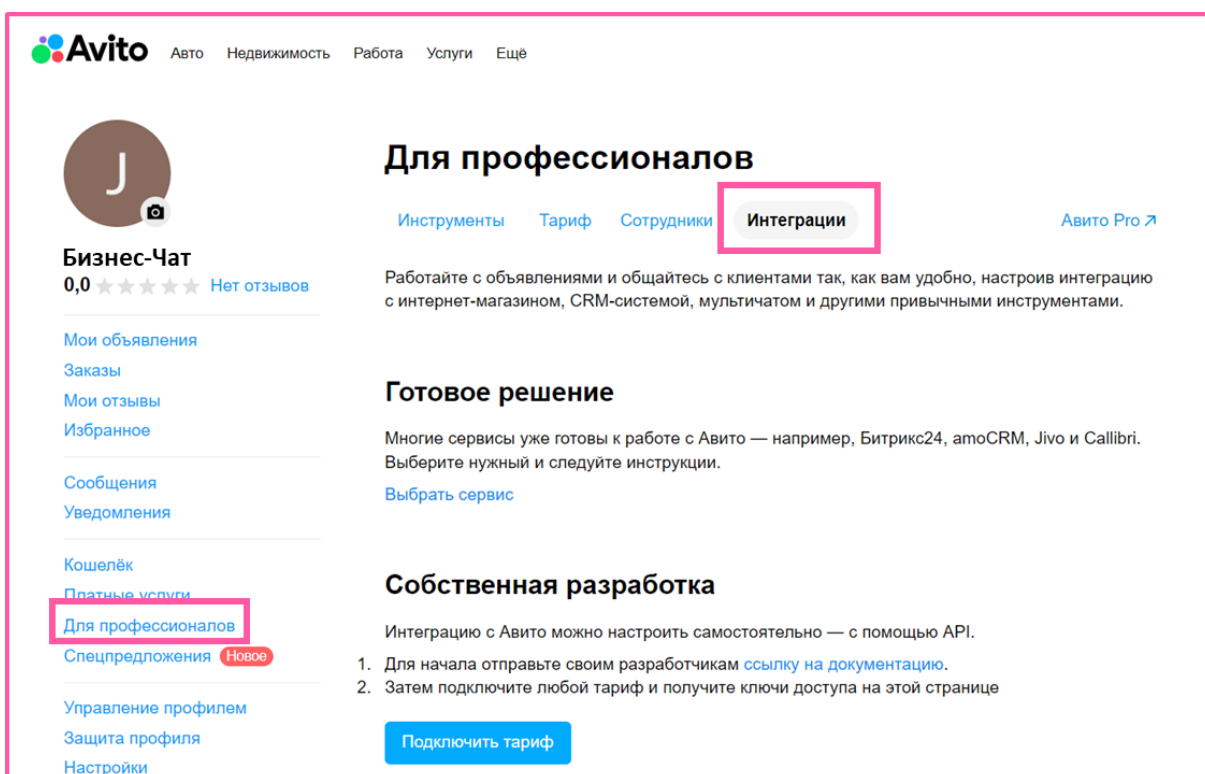 Avito Авто Недвижимость Работа Услуги Ещё
J
Бизнес-Чат
0,0 Нет отзывов
Мои объявления
Заказы
Мои отзывы
Избранное
Сообщения
Уведомления
Кошелёк
Платные услуги
Для профессионалов
Спецпредложения Новое
Управление профилем
Защита профиля
Настройки
Для профессионалов
Инструменты Тариф Сотрудники Интеграции Авито Pro
Работайте с объявлениями и общайтесь с клиентами так, как вам удобно, настроив интеграцию
с интернет-магазином, CRM-системой, мультичатом и другими привычными инструментами.
Готовое решение
Многие сервисы уже готовы к работе с Авито — например, Битрикс24, amoCRM, Jivo и Callibri.
Выберите нужный и следуйте инструкции.
Выбрать сервис
Собственная разработка
Интеграцию с Авито можно настроить самостоятельно — с помощью API.
1. Для начала отправьте своим разработчикам ссылку на документацию.
2. Затем подключите любой тариф и получите ключи доступа на этой странице
Подключить тариф